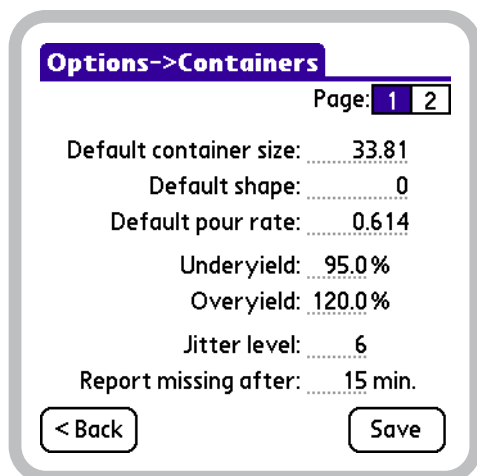 Options->Containers
Page: 1 2
Default container size: 33.81
Default shape: 0
Default pour rate: 0.614
Underyield: 95.0%
Overyield: 120.0%
Jitter level: 6
Report missing after: 15 min.
< Back Save